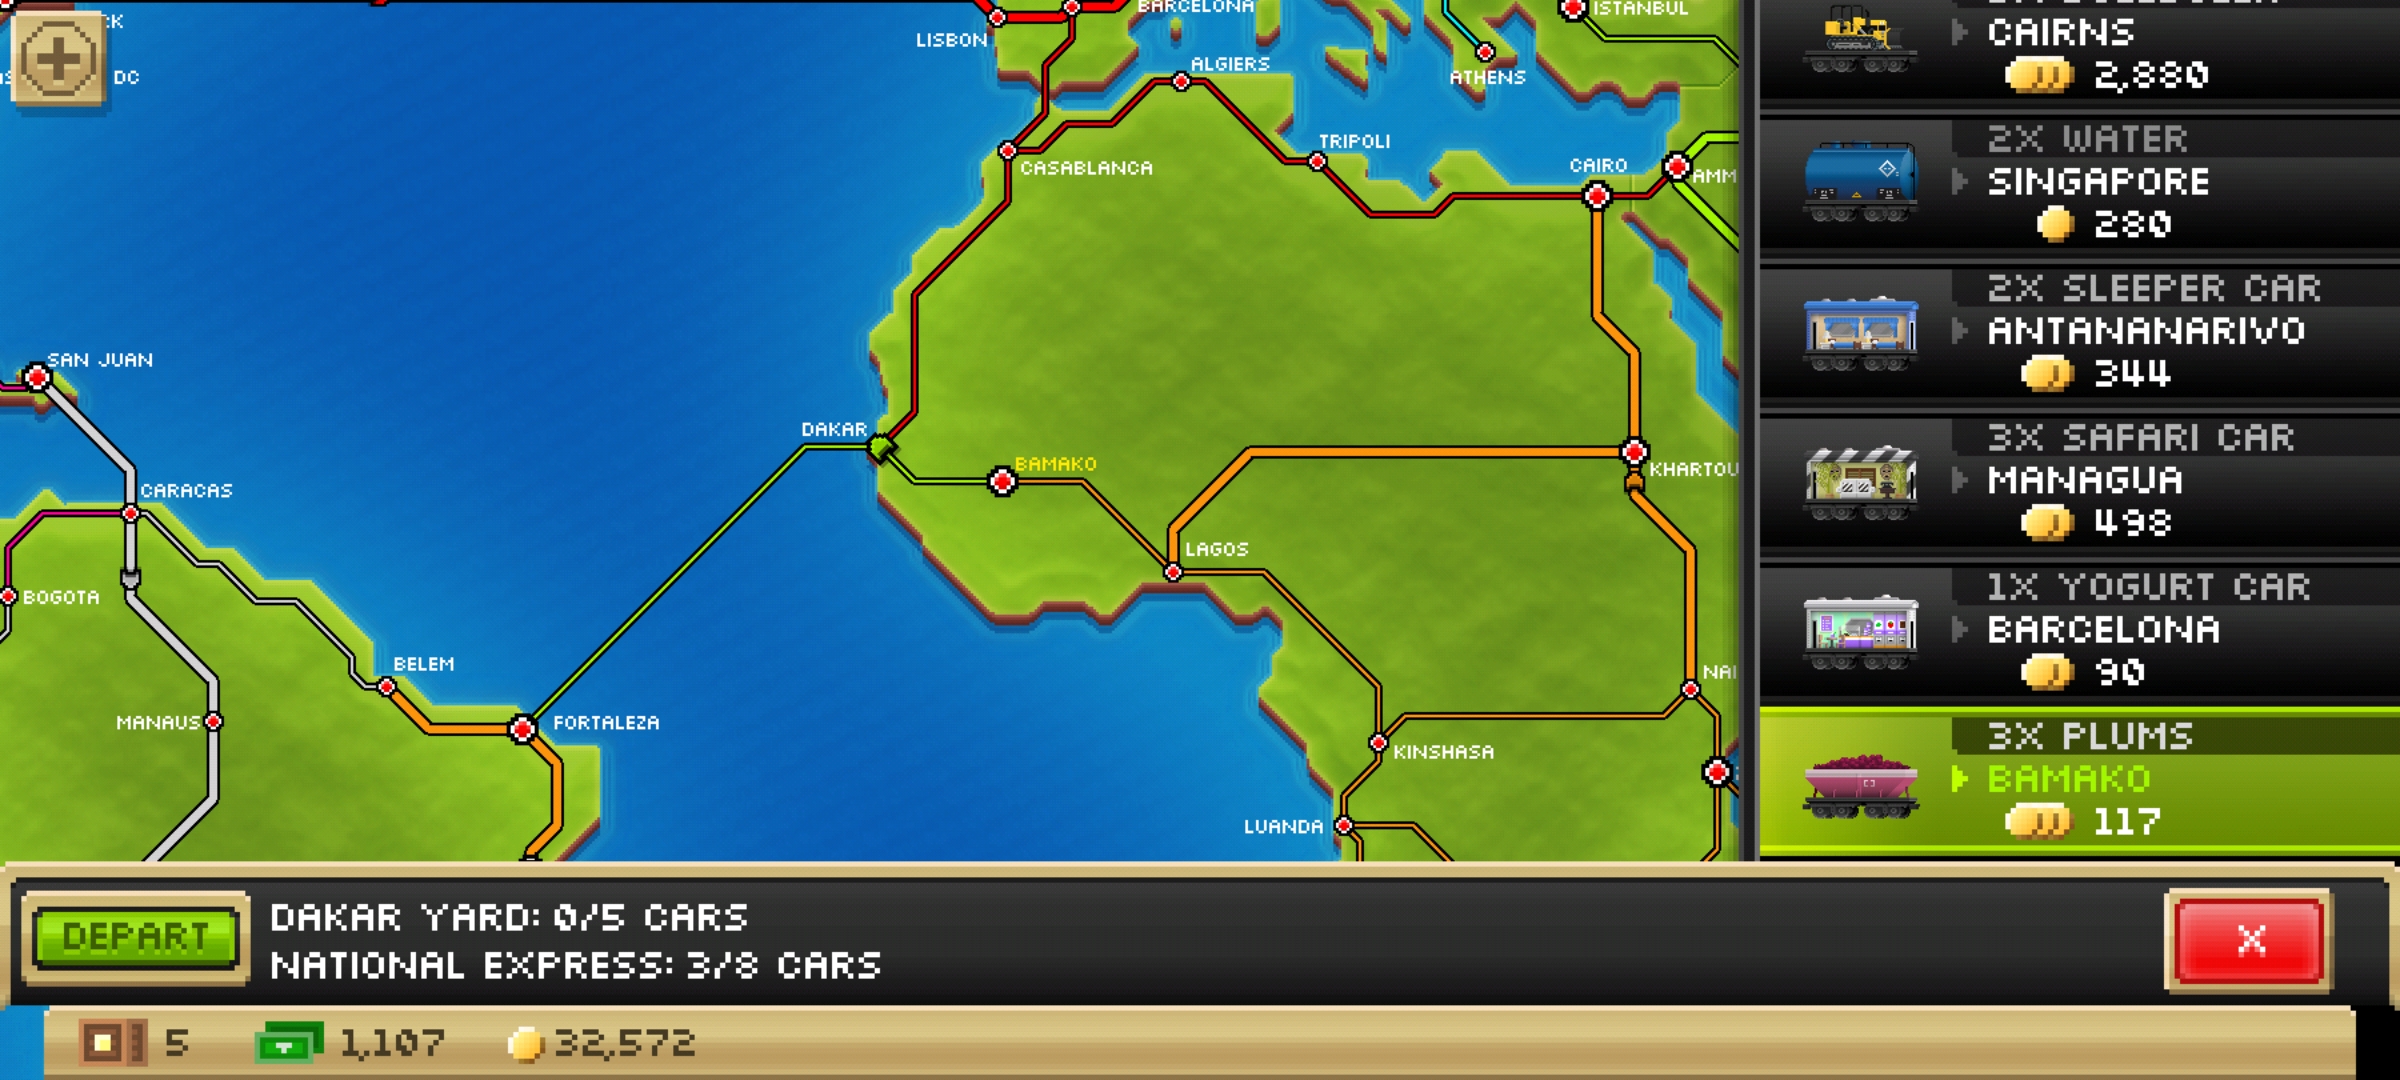 BARCELONA
ISTANBUL
CK
LISBON
DC
ALGIERS
ATHENS
TRIPOLI
CASABLANCA
CAIRO
AMM
SAN JUAN
DAKAR
BAMAKO
KHARTOU
CARACAS
LAGOS
BOGOTA
BELEM
NAI
MANAUS
FORTALEZA
KINSHASA
LUANDA
CAIRNS
2,880
2X WATER
SINGAPORE
280
2X SLEEPER CAR
ANTANANARIVO
344
3X SAFARI CAR
MANAGUA
498
1X YOGURT CAR
BARCELONA
90
3X PLUMS
BAMAKO
117
DEPART
DAKAR YARD: 0/5 CARS
NATIONAL EXPRESS: 3/8 CARS
X
5
1,107
32,572